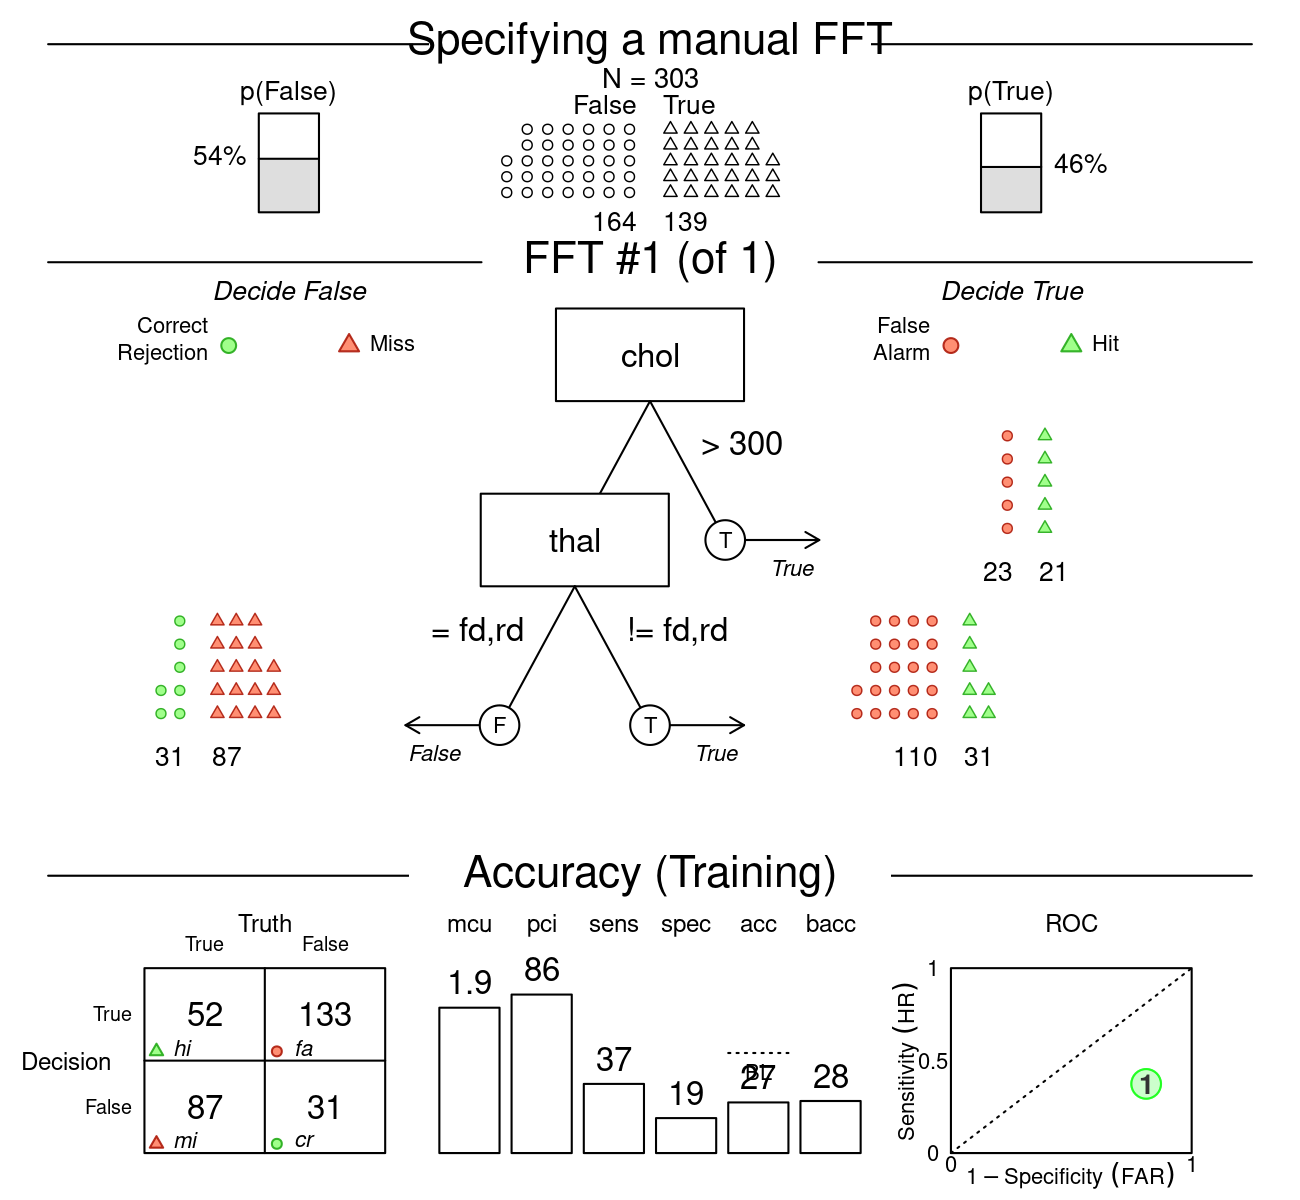 Specifying a manual FFT
N = 303
p(False)
False True
p(True)
54%
46%
164 139
FFT #1 (of 1)
Decide False
Decide True
Correct
Rejection
Miss
False
Alarm
Hit
chol
> 300
thal
T
True
23 21
= fd,rd
!= fd,rd
F
False
T
True
31 87
110 31
Accuracy (Training)
Truth
True False
Decision
True
52
hi
133
fa
False
87
mi
31
cr
mcu pci sens spec acc bacc
1.9
86
37
19
BL
27
28
ROC
Sensitivity (HR)
1
0.5
0
1
0
1
1 – Specificity (FAR)